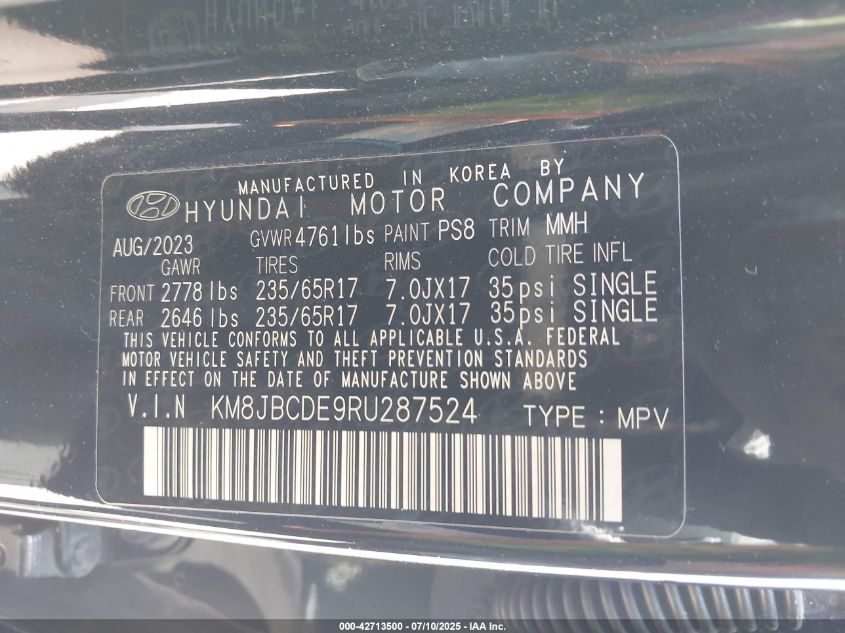 MANUFACTURED IN KOREA BY
HYUNDAI MOTOR COMPANY
AUG/2023 GVWR 4761lbs PAINT PS8 TRIM MMH
GAWR TIRES RIMS COLD TIRE INFL
FRONT 2778 lbs 235/65R17 7.0JX17 35psi SINGLE
REAR 2646 lbs 235/65R17 7.0JX17 35psi SINGLE
THIS VEHICLE CONFORMS TO ALL APPLICABLE U.S.A. FEDERAL
MOTOR VEHICLE SAFETY AND THEFT PREVENTION STANDARDS
IN EFFECT ON THE DATE OF MANUFACTURE SHOWN ABOVE
V.I.N KM8JBCDE9RU287524 TYPE : MPV
000-42713500 - 07/10/2025 - IAA Inc.